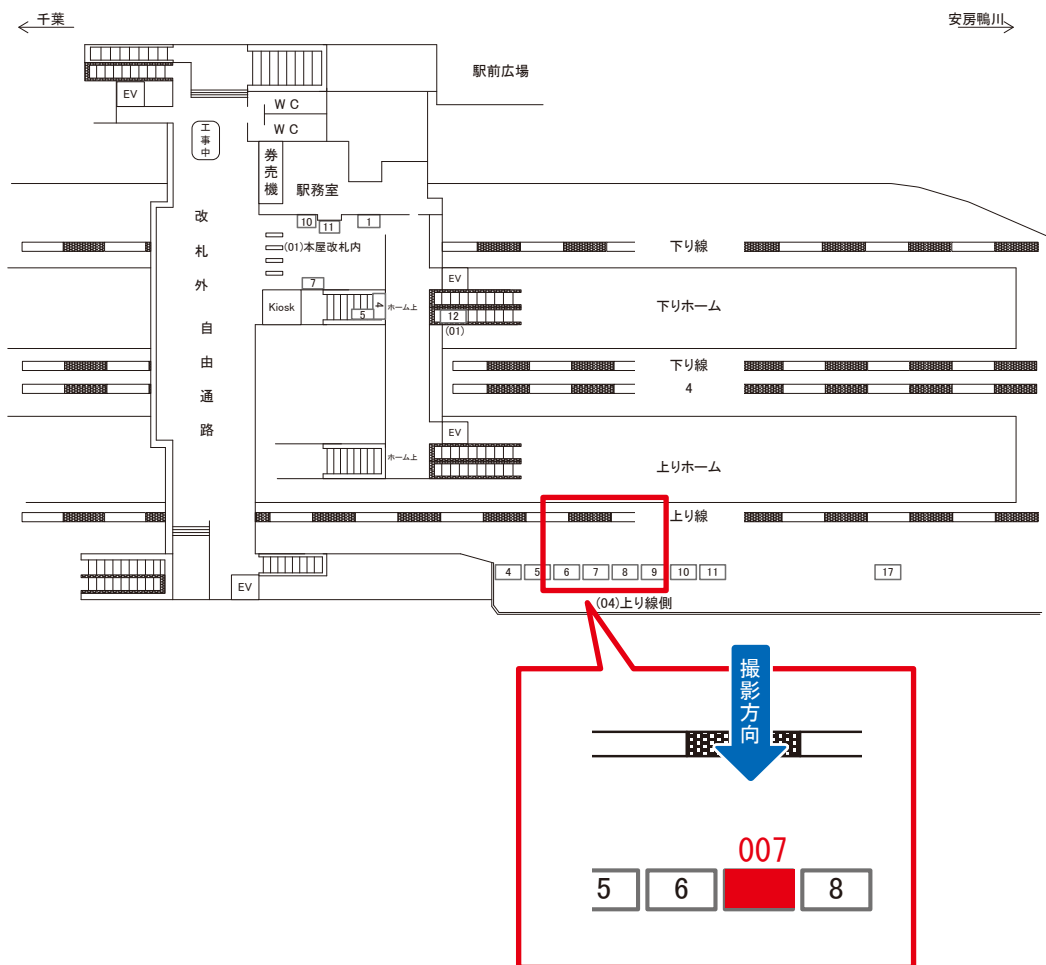 千葉
安房鴨川
駅前広場
EV
WC
WC
工事中
券売機
駅務室
改札外 自由通路
10
11
1
(01)本屋改札内
7
Kiosk
4
5
ホーム上
EV
12
(01)
下り線
下りホーム
下り線
4
EV
ホーム上
上りホーム
上り線
EV
4 5 6 7 8 9 10 11 17
(04)上り線側
撮影方向
007
5 6 8